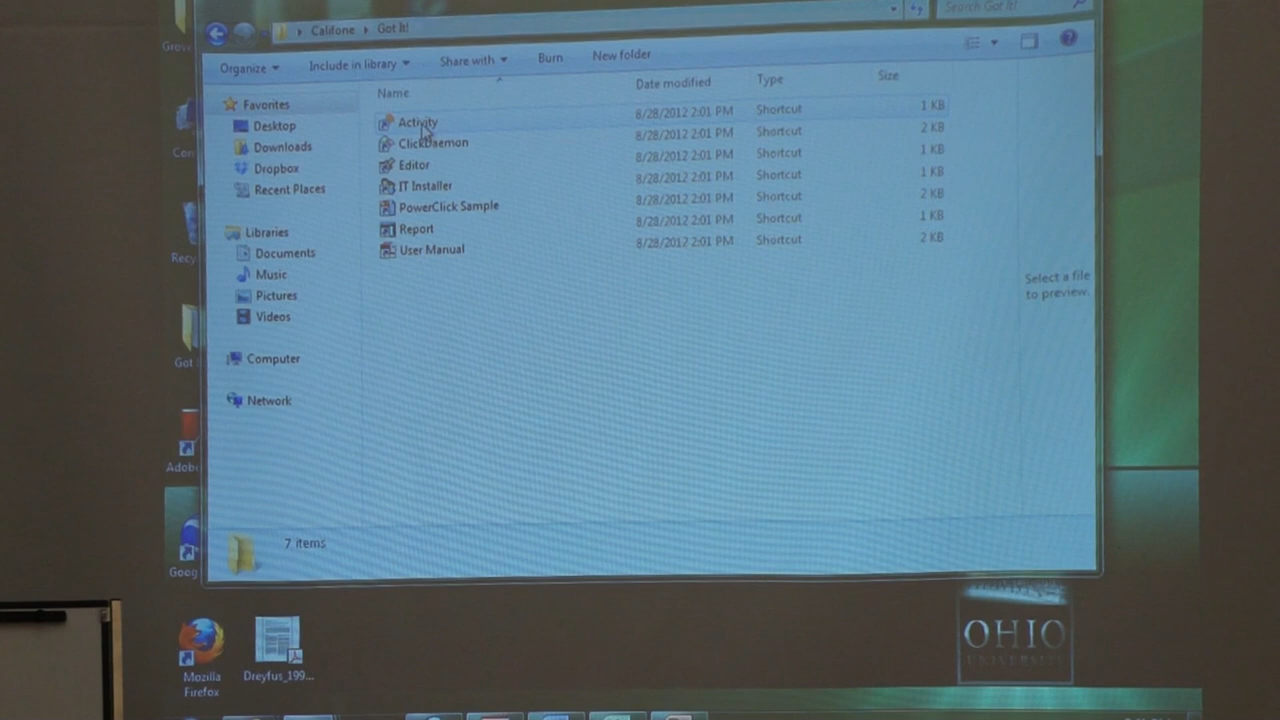 Califone Got It! Search Got It!
Organize Include in library Share with Burn New folder
Name Date modified Type Size
Activity 8/28/2012 2:01 PM Shortcut 1 KB
ClickDaemon 8/28/2012 2:01 PM Shortcut 2 KB
Editor 8/28/2012 2:01 PM Shortcut 1 KB
IT Installer 8/28/2012 2:01 PM Shortcut 1 KB
PowerClick Sample 8/28/2012 2:01 PM Shortcut 2 KB
Report 8/28/2012 2:01 PM Shortcut 1 KB
User Manual 8/28/2012 2:01 PM Shortcut 2 KB
Favorites
Desktop
Downloads
Dropbox
Recent Places
Libraries
Documents
Music
Pictures
Videos
Computer
Network
Select a file
to preview.
7 items
Grov
Con
Recy
Got
Adob
Goog
Mozilla
Firefox
Dreyfus_199...
OHIO
UNIVERSITY